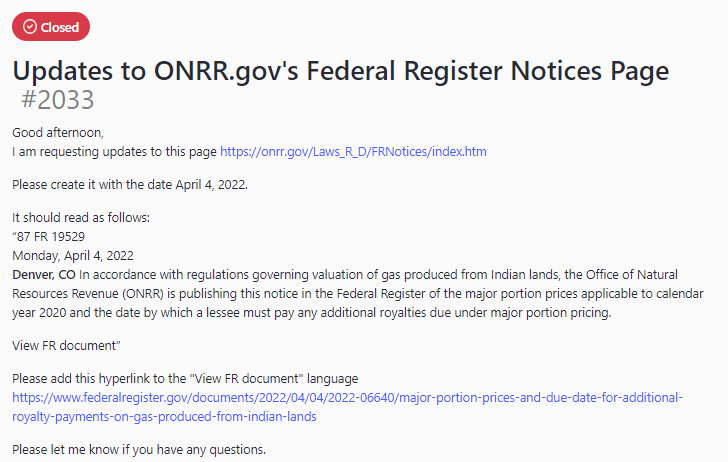 Closed
Updates to ONRR.gov's Federal Register Notices Page
#2033
Good afternoon,
I am requesting updates to this page https://onrr.gov/Laws_R_D/FRNotices/index.htm
Please create it with the date April 4, 2022.
It should read as follows:
“87 FR 19529
Monday, April 4, 2022
Denver, CO In accordance with regulations governing valuation of gas produced from Indian lands, the Office of Natural
Resources Revenue (ONRR) is publishing this notice in the Federal Register of the major portion prices applicable to calendar
year 2020 and the date by which a lessee must pay any additional royalties due under major portion pricing.
View FR document”
Please add this hyperlink to the "View FR document" language
https://www.federalregister.gov/documents/2022/04/04/2022-06640/major-portion-prices-and-due-date-for-additional-
royalty-payments-on-gas-produced-from-indian-lands
Please let me know if you have any questions.